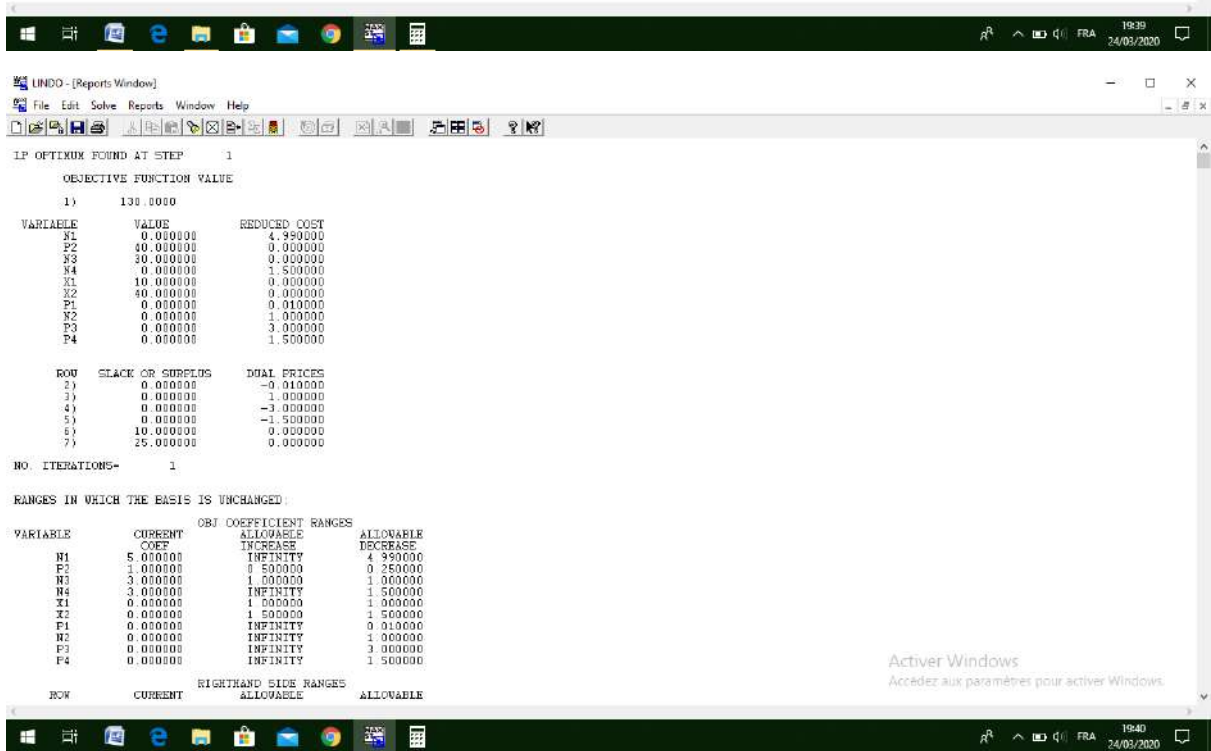 FRA
19:39
24/03/2020
LINDO - [Reports Window]
File Edit Solve Reports Window Help
LP OPTIMUM FOUND AT STEP 1
OBJECTIVE FUNCTION VALUE
1) 130.0000
VARIABLE VALUE REDUCED COST
N1 0.000000 4.990000
P2 40.000000 0.000000
N3 30.000000 0.000000
N4 0.000000 1.500000
X1 10.000000 0.000000
X2 40.000000 0.000000
P1 0.000000 0.010000
N2 0.000000 1.000000
P3 0.000000 3.000000
P4 0.000000 1.500000
ROW SLACK OR SURPLUS DUAL PRICES
2) 0.000000 -0.010000
3) 0.000000 1.000000
4) 0.000000 -3.000000
5) 0.000000 -1.500000
6) 10.000000 0.000000
7) 25.000000 0.000000
NO. ITERATIONS= 1
RANGES IN WHICH THE BASIS IS UNCHANGED:
OBJ COEFFICIENT RANGES
VARIABLE CURRENT ALLOWABLE ALLOWABLE
COEF INCREASE DECREASE
N1 5.000000 INFINITY 4.990000
P2 1.000000 0.500000 0.250000
N3 3.000000 1.000000 1.000000
N4 3.000000 INFINITY 1.500000
X1 0.000000 1.000000 1.000000
X2 0.000000 1.500000 1.500000
P1 0.000000 INFINITY 0.010000
N2 0.000000 INFINITY 1.000000
P3 0.000000 INFINITY 3.000000
P4 0.000000 INFINITY 1.500000
RIGHTHAND SIDE RANGES
ROW CURRENT ALLOWABLE ALLOWABLE
Activer Windows
Accédez aux paramètres pour activer Windows.
FRA
19:40
24/03/2020